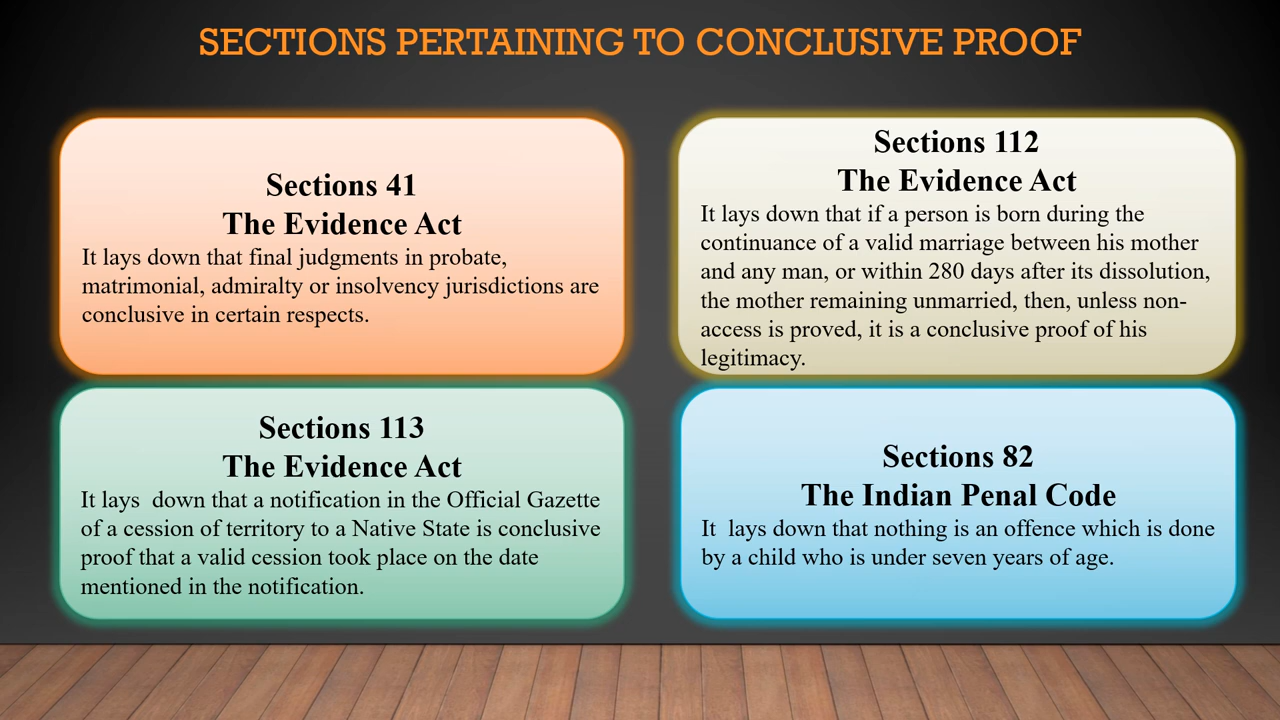 SECTIONS PERTAINING TO CONCLUSIVE PROOF
Sections 41
The Evidence Act
It lays down that final judgments in probate,
matrimonial, admiralty or insolvency jurisdictions are
conclusive in certain respects.
Sections 112
The Evidence Act
It lays down that if a person is born during the
continuance of a valid marriage between his mother
and any man, or within 280 days after its dissolution,
the mother remaining unmarried, then, unless non-
access is proved, it is a conclusive proof of his
legitimacy.
Sections 113
The Evidence Act
It lays  down that a notification in the Official Gazette
of a cession of territory to a Native State is conclusive
proof that a valid cession took place on the date
mentioned in the notification.
Sections 82
The Indian Penal Code
It  lays down that nothing is an offence which is done
by a child who is under seven years of age.